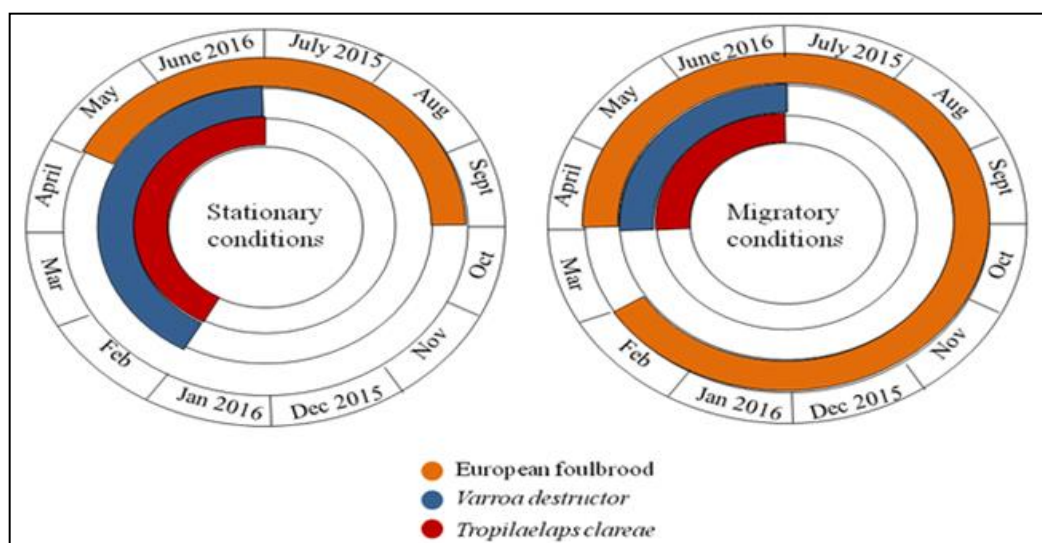 June 2016
July 2015
Aug
Sept
Oct
Nov
Dec 2015
Jan 2016
Feb
Mar
April
May
Stationary
conditions
June 2016
July 2015
Aug
Sept
Oct
Nov
Dec 2015
Jan 2016
Feb
Mar
April
May
Migratory
conditions
European foulbrood
Varroa destructor
Tropilaelaps clareae